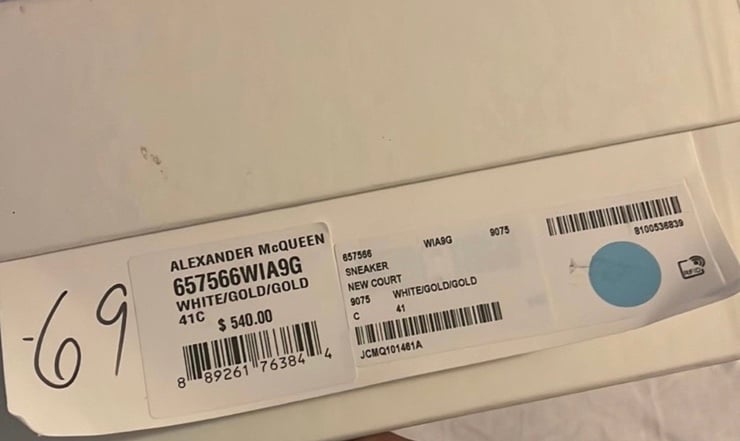 -69
ALEXANDER McQUEEN
657566WIA9G
WHITE/GOLD/GOLD
41C $ 540.00
8 89261 76384 4
657566 WIA9G 9075
SNEAKER
NEW COURT
9075 WHITE/GOLD/GOLD
C 41
JCMQ101461A
8100536839
RFID